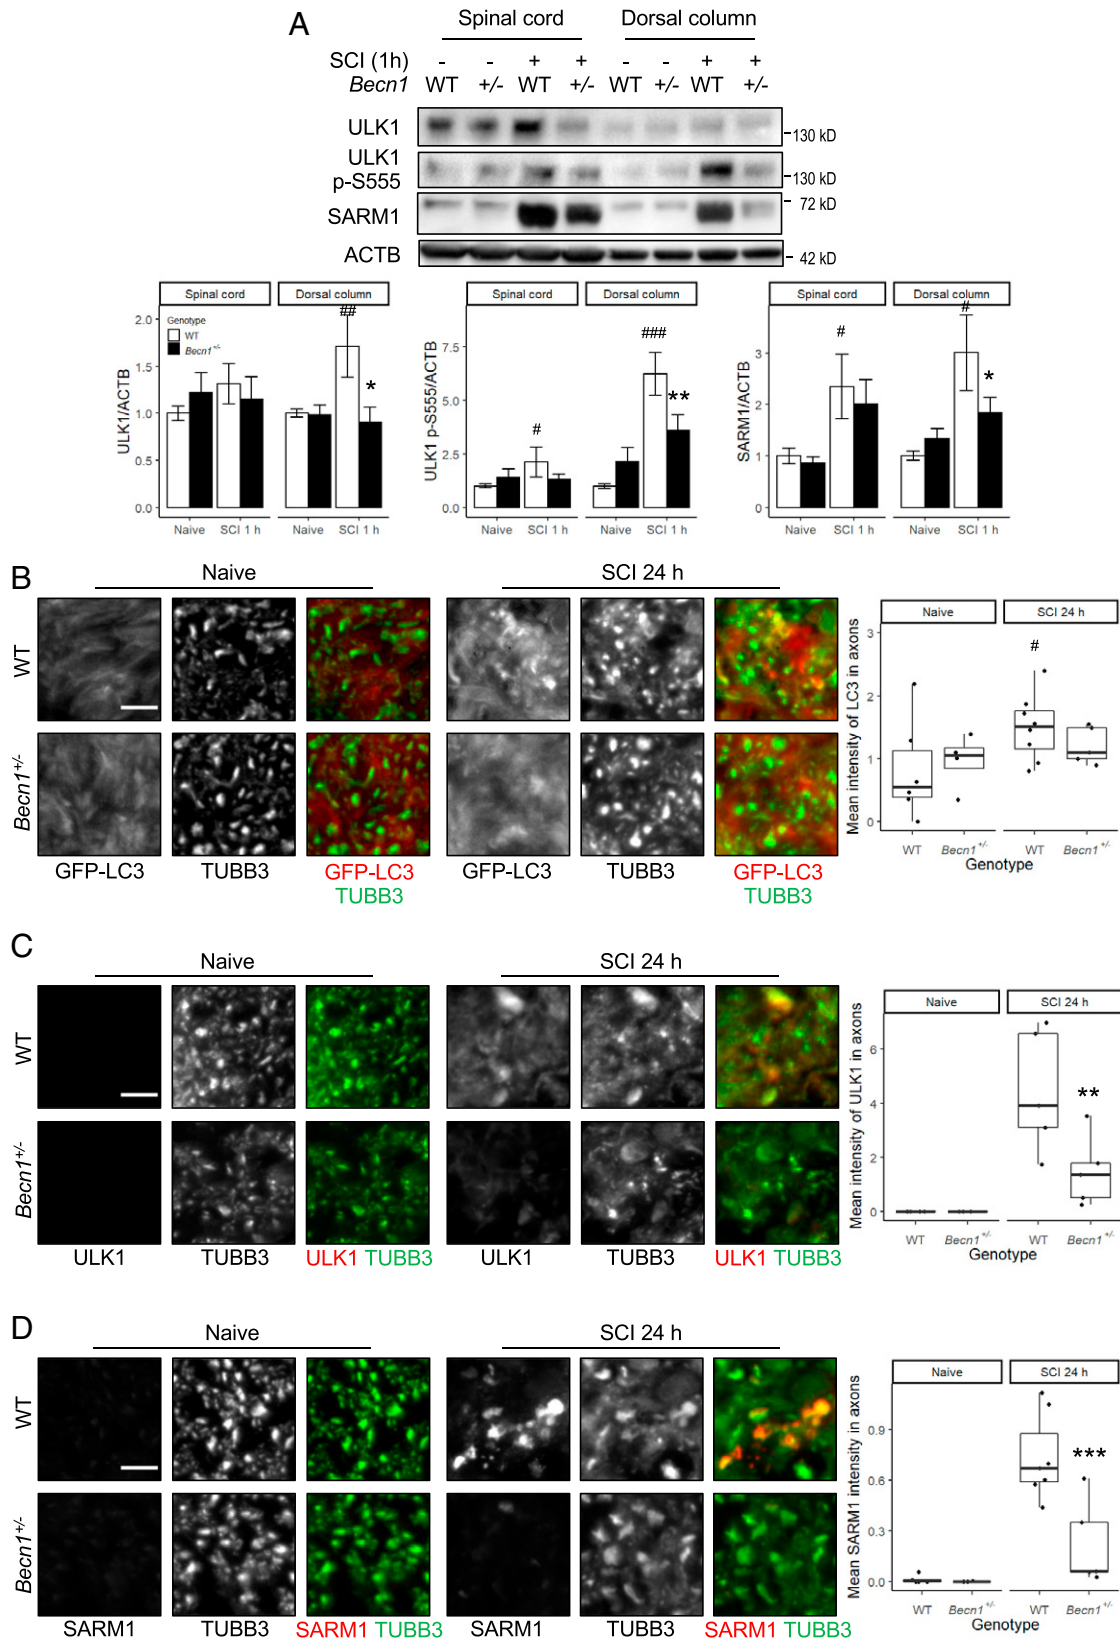 A
Spinal cord Dorsal column
SCI (1h) - - + + - - + +
Becn1 WT +/- WT +/- WT +/- WT +/-
ULK1
130 kD
ULK1
p-S555
130 kD
SARM1
72 kD
ACTB
42 kD
Spinal cord Dorsal column
Genotype
WT
Becn1+/-
ULK1/ACTB
2.0
1.5
1.0
0.5
0.0
## *
Naive SCI 1 h Naive SCI 1 h
Spinal cord Dorsal column
ULK1 p-S555/ACTB
7.5
5.0
2.5
0.0
# ### **
Naive SCI 1 h Naive SCI 1 h
Spinal cord Dorsal column
SARM1/ACTB
3
2
1
0
# # *
Naive SCI 1 h Naive SCI 1 h
B
Naive SCI 24 h
WT
Becn1+/-
GFP-LC3 TUBB3 GFP-LC3 TUBB3 GFP-LC3 TUBB3 GFP-LC3 TUBB3
Naive SCI 24 h
Mean intensity of LC3 in axons
3
2
1
0
#
WT Becn1+/- WT Becn1+/-
Genotype
C
Naive SCI 24 h
WT
Becn1+/-
ULK1 TUBB3 ULK1 TUBB3 ULK1 TUBB3 ULK1 TUBB3
Naive SCI 24 h
Mean intensity of ULK1 in axons
6
4
2
0
**
WT Becn1+/- WT Becn1+/-
Genotype
D
Naive SCI 24 h
WT
Becn1+/-
SARM1 TUBB3 SARM1 TUBB3 SARM1 TUBB3 SARM1 TUBB3
Naive SCI 24 h
Mean SARM1 intensity in axons
0.9
0.6
0.3
0.0
***
WT Becn1+/- WT Becn1+/-
Genotype